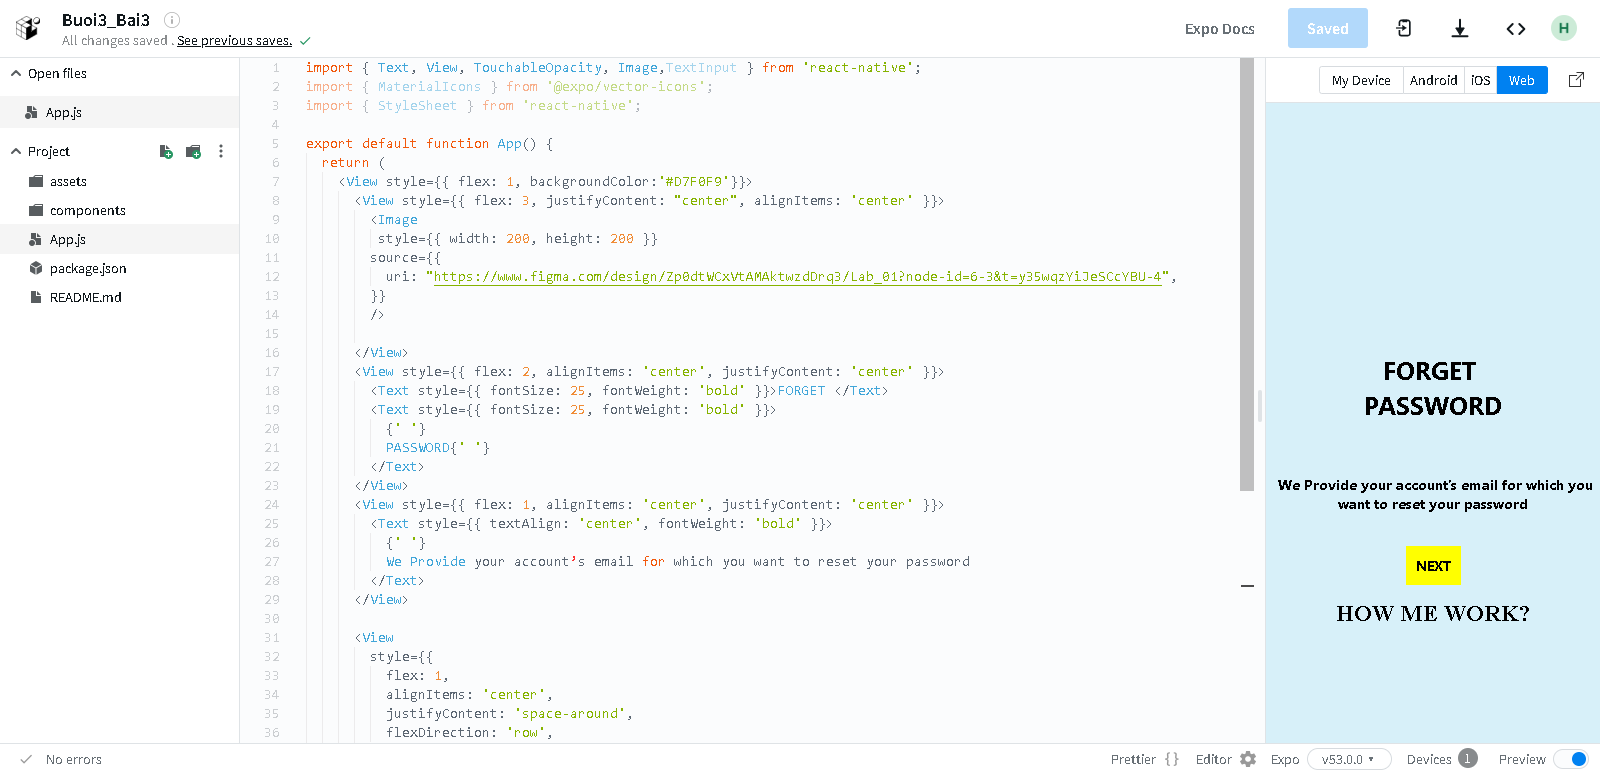 Buoi3_Bai3
All changes saved. See previous saves.
Expo Docs
Saved
H
Open files
App.js
Project
assets
components
App.js
package.json
README.md
1 import { Text, View, TouchableOpacity, Image,TextInput } from 'react-native';
2 import { MaterialIcons } from '@expo/vector-icons';
3 import { StyleSheet } from 'react-native';
4
5 export default function App() {
6 return (
7 <View style={{ flex: 1, backgroundColor:'#D7F0F9'}}>
8 <View style={{ flex: 3, justifyContent: "center", alignItems: 'center' }}>
9 <Image
10 style={{ width: 200, height: 200 }}
11 source={{
12 uri: "https://www.figma.com/design/Zp0dtWCxVtAMAktwzdDrq3/Lab_01?node-id=6-3&t=y35wqzYiJeSCcYBU-4",
13 }}
14 />
15
16 </View>
17 <View style={{ flex: 2, alignItems: 'center', justifyContent: 'center' }}>
18 <Text style={{ fontSize: 25, fontWeight: 'bold' }}>FORGET </Text>
19 <Text style={{ fontSize: 25, fontWeight: 'bold' }}>
20 {' '}
21 PASSWORD{' '}
22 </Text>
23 </View>
24 <View style={{ flex: 1, alignItems: 'center', justifyContent: 'center' }}>
25 <Text style={{ textAlign: 'center', fontWeight: 'bold' }}>
26 {' '}
27 We Provide your account’s email for which you want to reset your password
28 </Text>
29 </View>
30
31 <View
32 style={{
33 flex: 1,
34 alignItems: 'center',
35 justifyContent: 'space-around',
36 flexDirection: 'row',
My Device
Android
iOS
Web
FORGET
PASSWORD
We Provide your account’s email for which you
want to reset your password
NEXT
HOW ME WORK?
No errors
Prettier {}
Editor
Expo
v53.0.0
Devices 1
Preview